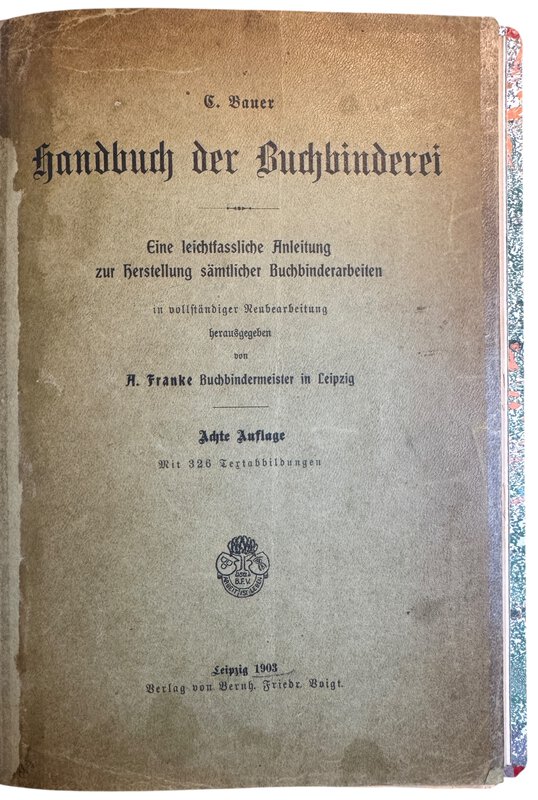 C. Bauer
Handbuch der Buchbinderei
Eine leichtfassliche Anleitung
zur Herstellung sämtlicher Buchbinderarbeiten
in vollständiger Neubearbeitung
herausgegeben
von
A. Franke Buchbindermeister in Leipzig
Achte Auflage
Mit 326 Textabbildungen
B.F.V.
Leipzig 1903
Verlag von Bernh. Friedr. Voigt.